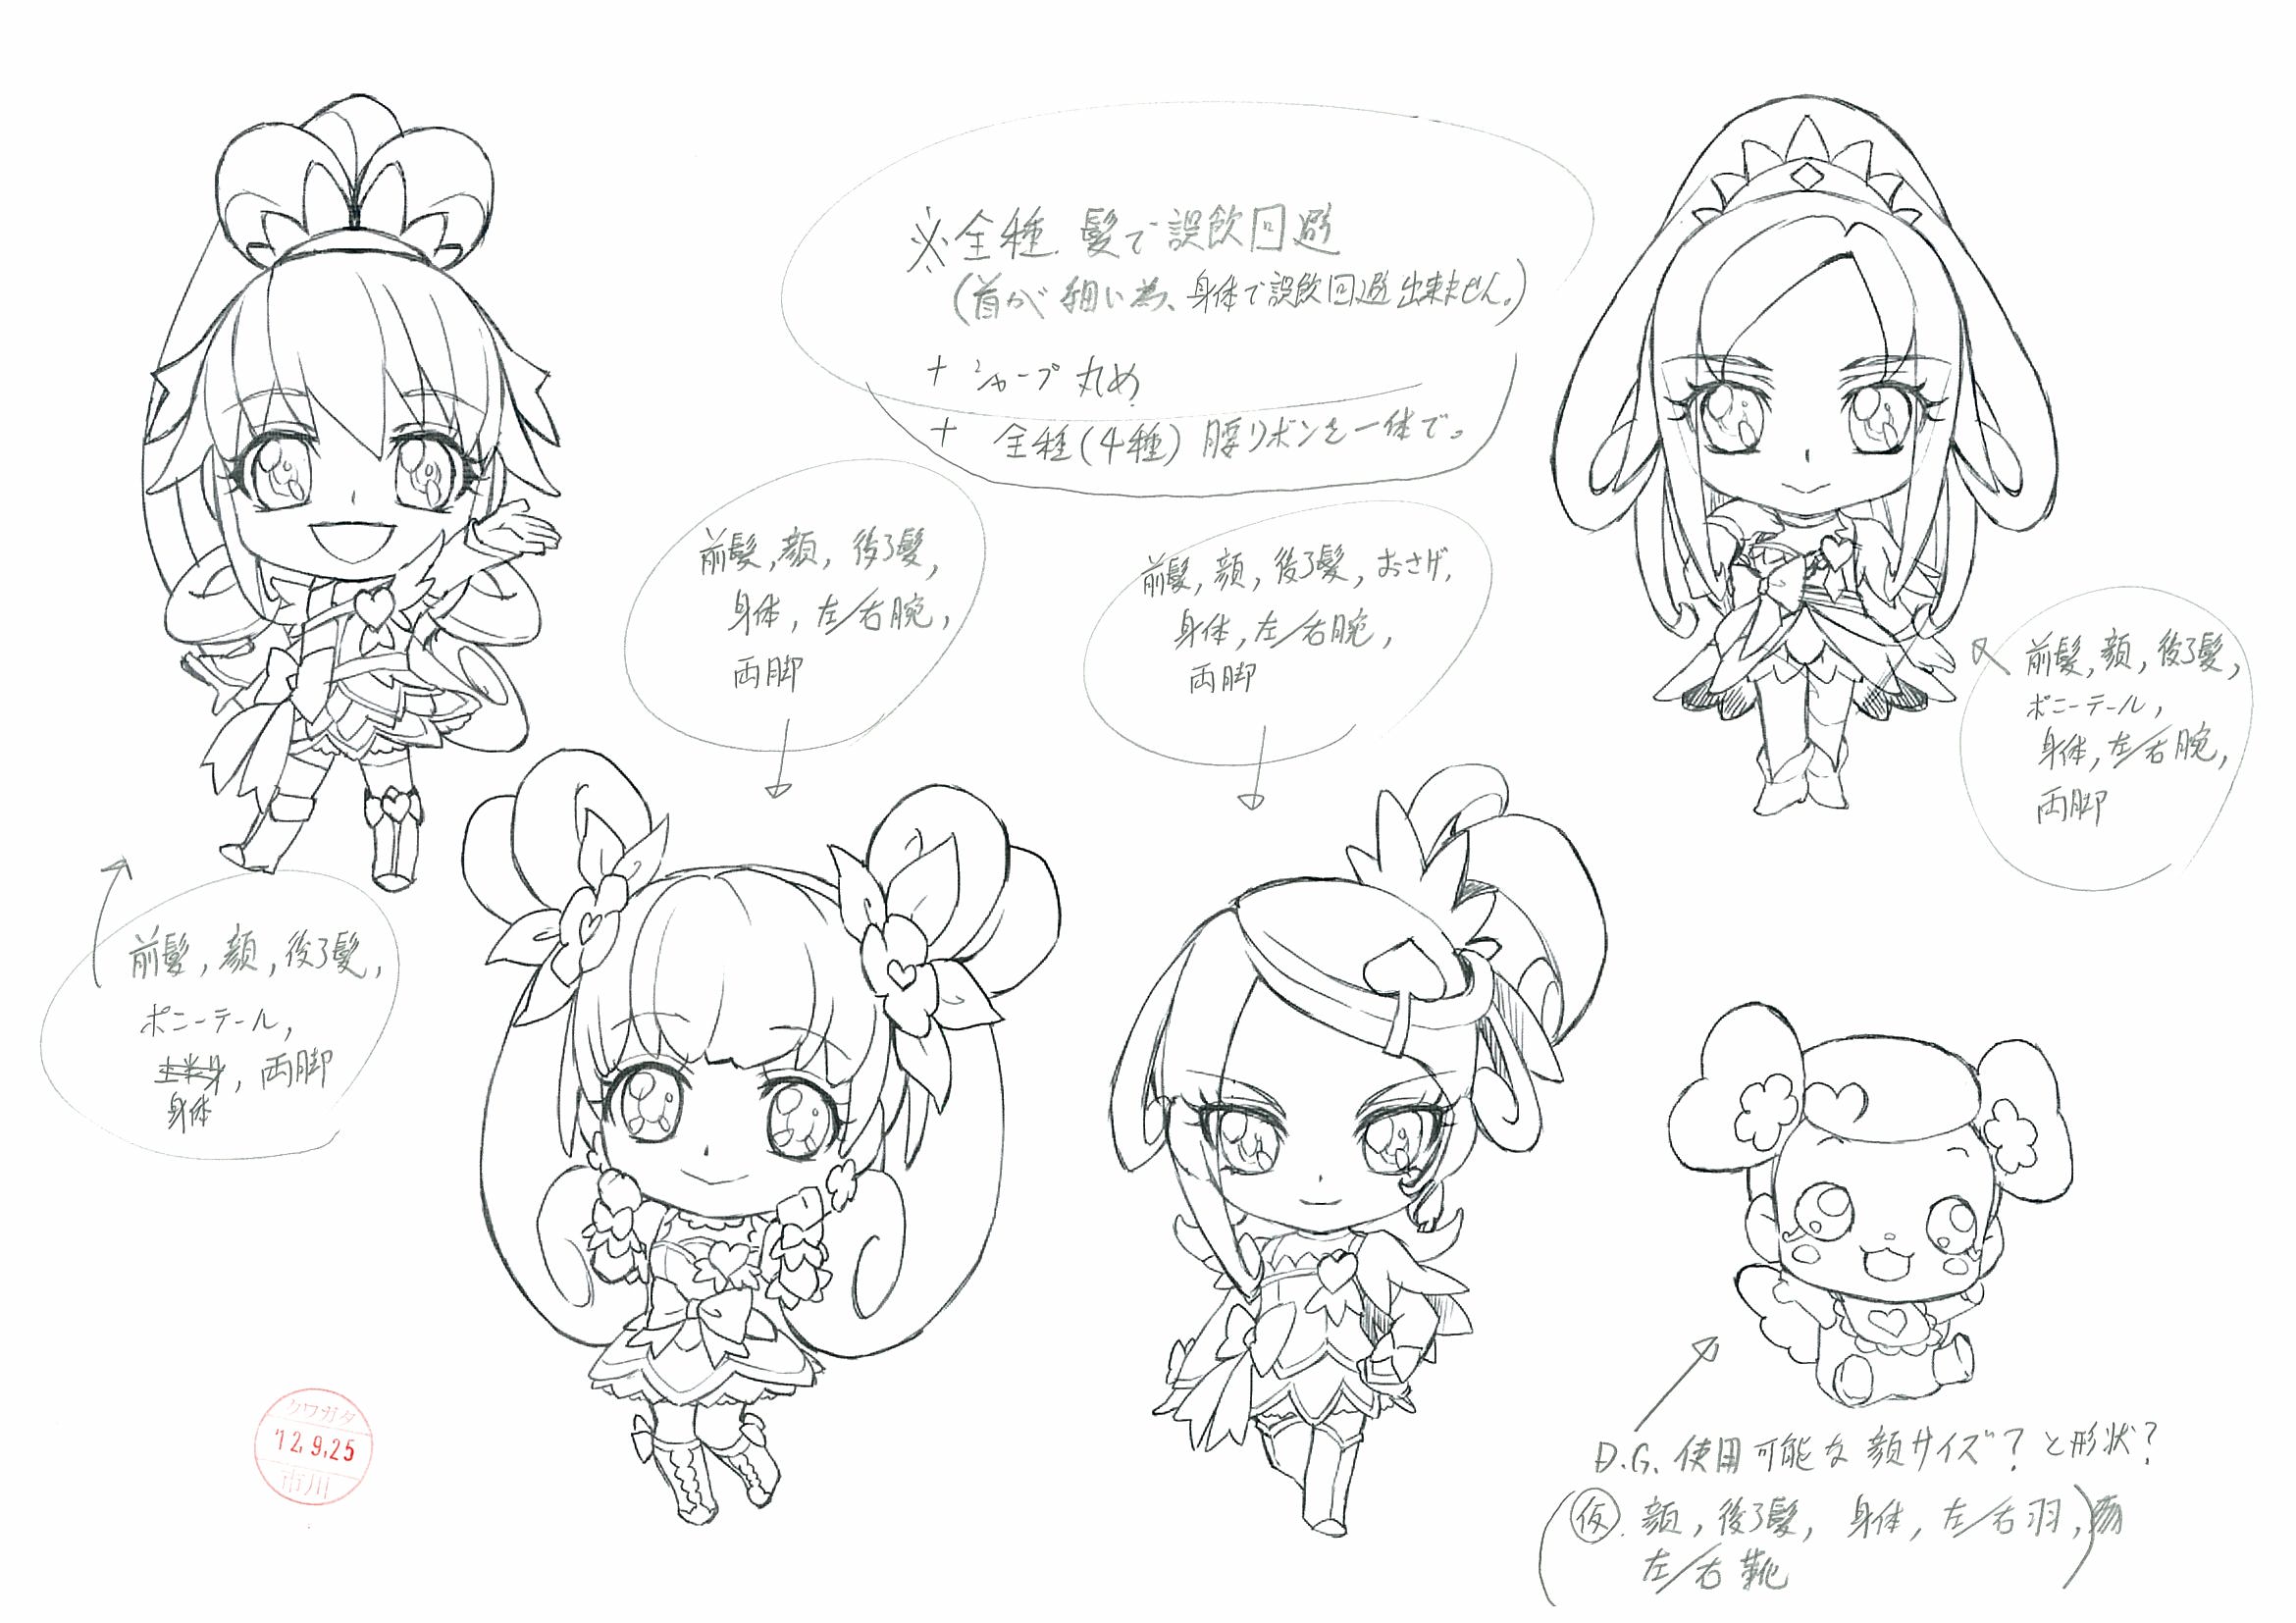 ※全種.髪で誤飲回避
(首が細い為、身体で誤飲回避出来ません。)
+ シャープ丸め
+ 全種(4種)腰リボンを一体で。
前髪,顔,後ろ髪,
身体,左/右腕,
両脚
前髪,顔,後ろ髪,おさげ,
身体,左/右腕,
両脚
前髪,顔,後ろ髪,
ポニーテール,
身体,左/右腕,
両脚
前髪,顔,後ろ髪,
ポニーテール,
上半身,両脚
身体
クワガタ
'12.9.25
市川
D.G.使用可能な顔サイズ?と形状?
(仮).顔,後ろ髪,身体,左/右羽,
左/右靴)